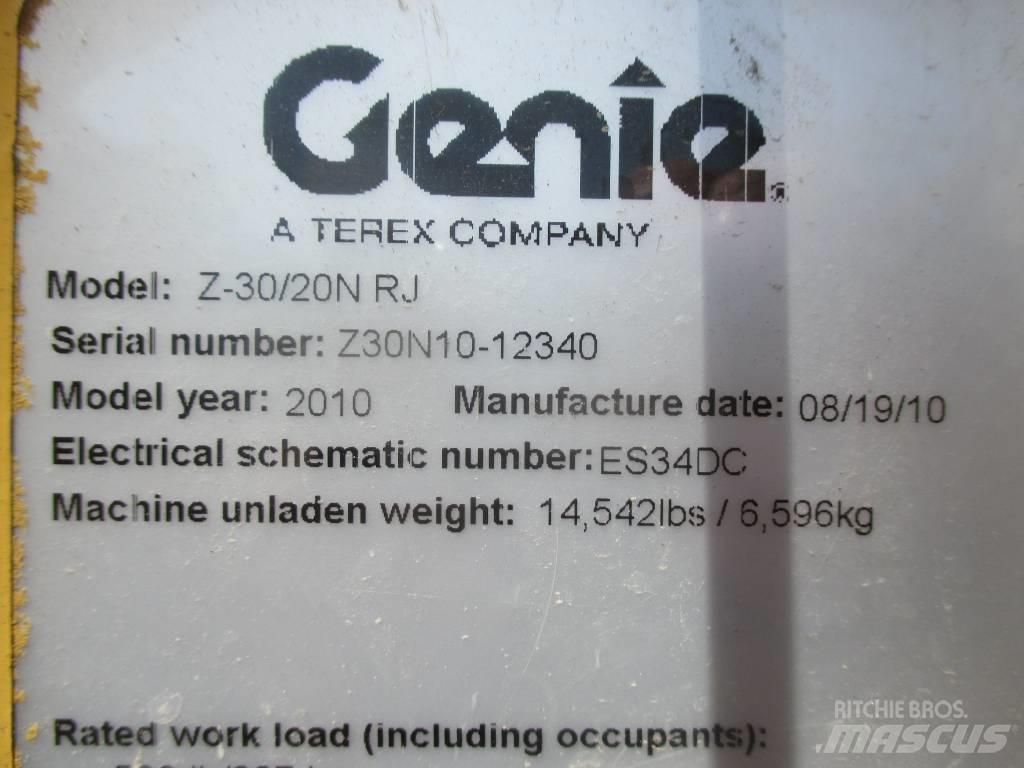 Genie
A TEREX COMPANY
Model: Z-30/20N RJ
Serial number: Z30N10-12340
Model year: 2010 Manufacture date: 08/19/10
Electrical schematic number: ES34DC
Machine unladen weight: 14,542lbs / 6,596kg
Rated work load (including occupants):
RITCHIE BROS.
MASCUS